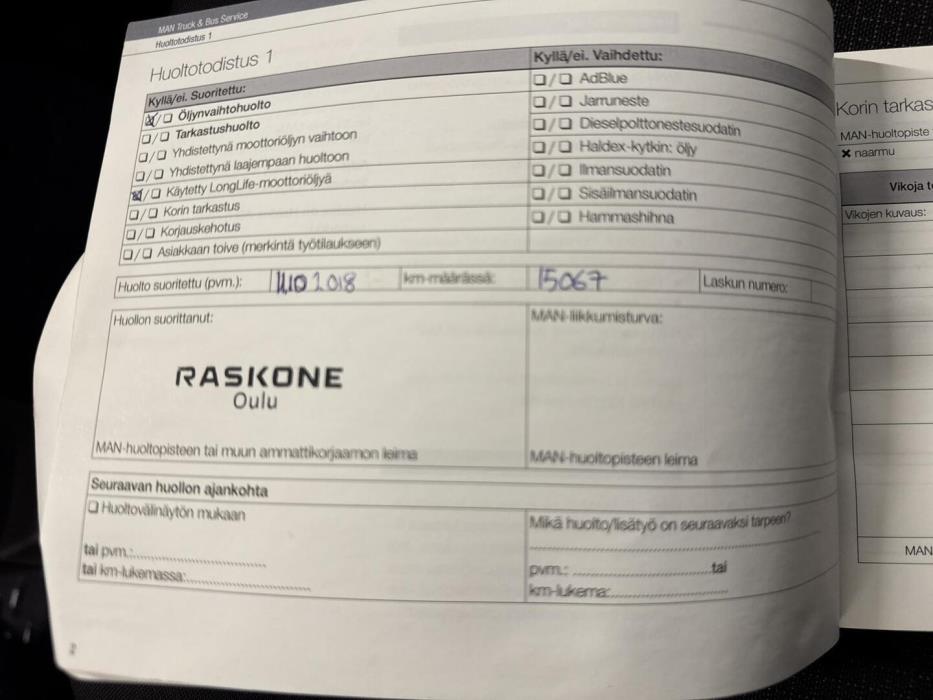 MAN Truck & Bus Service
Huoltotodistus 1
Huoltotodistus 1
Kyllä/ei. Suoritettu:
☒/☐ Öljynvaihtohuolto
☐/☐ Tarkastushuolto
☐/☐ Yhdistettynä moottoriöljyn vaihtoon
☐/☐ Yhdistettynä laajempaan huoltoon
☒/☐ Käytetty LongLife-moottoriöljyä
☐/☐ Korin tarkastus
☐/☐ Korjauskehotus
☐/☐ Asiakkaan toive (merkintä työtilaukseen)
Kyllä/ei. Vaihdettu:
☐/☐ AdBlue
☐/☐ Jarruneste
☐/☐ Dieselpolttonestesuodatin
☐/☐ Haldex-kytkin: öljy
☐/☐ Ilmansuodatin
☐/☐ Sisäilmansuodatin
☐/☐ Hammashihna
Huolto suoritettu (pvm.): 11.10 2018 km-määrässä: 15067 Laskun numero:
Huollon suorittanut:
RASKONE
Oulu
MAN-huoltopisteen tai muun ammattikorjaamon leima
MAN-liikkumisturva:
MAN-huoltopisteen leima
Seuraavan huollon ajankohta
☐ Huoltovälinäytön mukaan
tai pvm.:
tai km-lukemassa:
Mikä huolto/lisätyö on seuraavaksi tarpeen?
pvm.: tai
km-lukema:
2
Korin tarkas
MAN-huoltopiste
✖ naarmu
Vikoja t
Vikojen kuvaus:
MAN